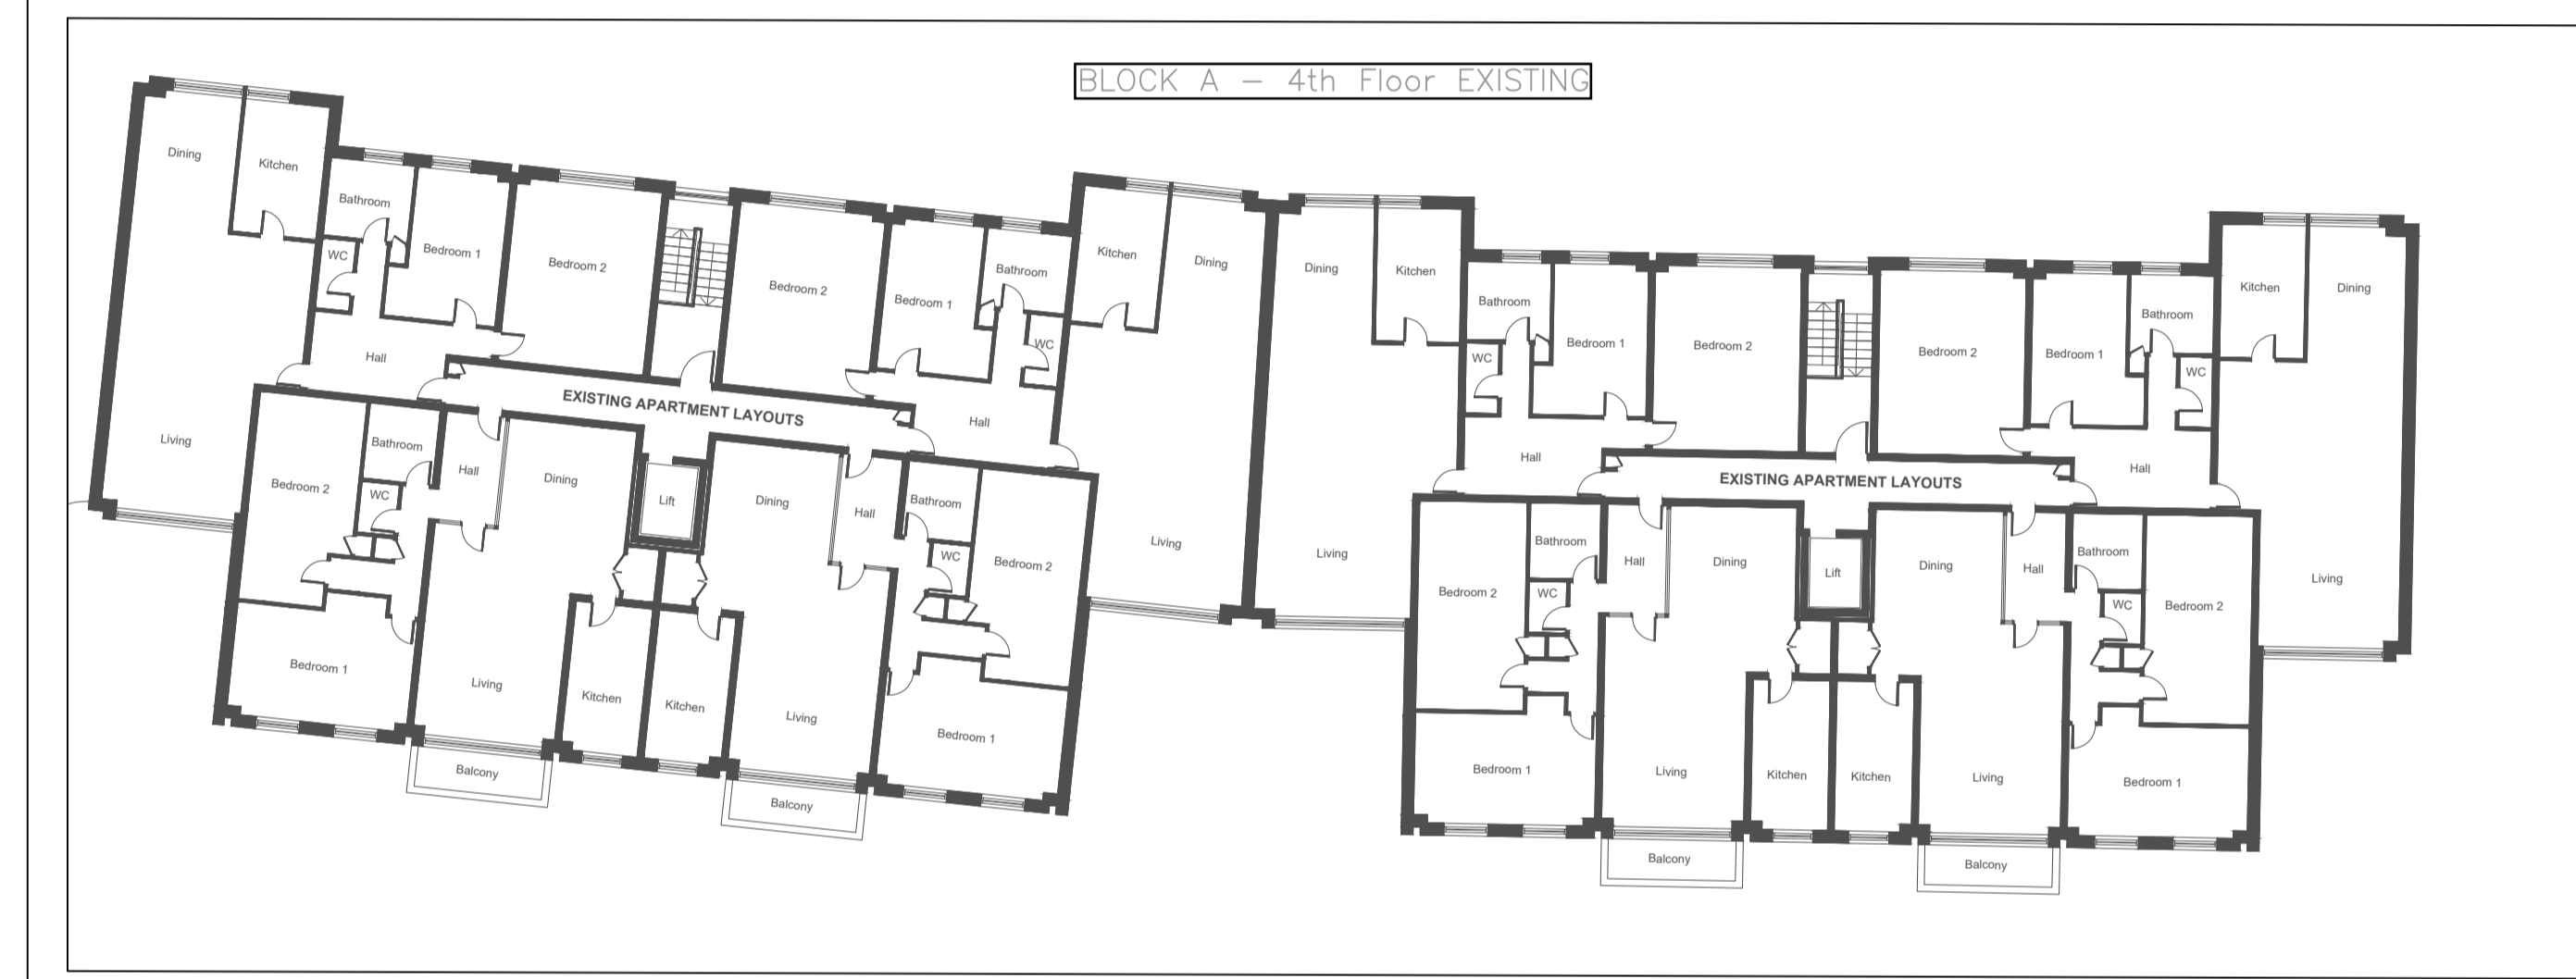 BLOCK A – 4th Floor EXISTING
Dining
Kitchen
Bathroom
WC
Bedroom 1
Bedroom 2
Hall
Living
Bedroom 2
Bedroom 1
Bathroom
WC
Hall
Kitchen
Dining
Living
EXISTING APARTMENT LAYOUTS
Bedroom 2
Bathroom
WC
Hall
Dining
Bedroom 1
Living
Kitchen
Balcony
Lift
Dining
Hall
Bathroom
WC
Bedroom 2
Kitchen
Living
Bedroom 1
Balcony
Dining
Kitchen
Bathroom
WC
Bedroom 1
Bedroom 2
Hall
Living
Bedroom 2
Bedroom 1
Bathroom
WC
Hall
Kitchen
Dining
Living
EXISTING APARTMENT LAYOUTS
Bedroom 2
Bathroom
WC
Hall
Dining
Bedroom 1
Living
Kitchen
Balcony
Lift
Dining
Hall
Bathroom
WC
Bedroom 2
Kitchen
Living
Bedroom 1
Balcony